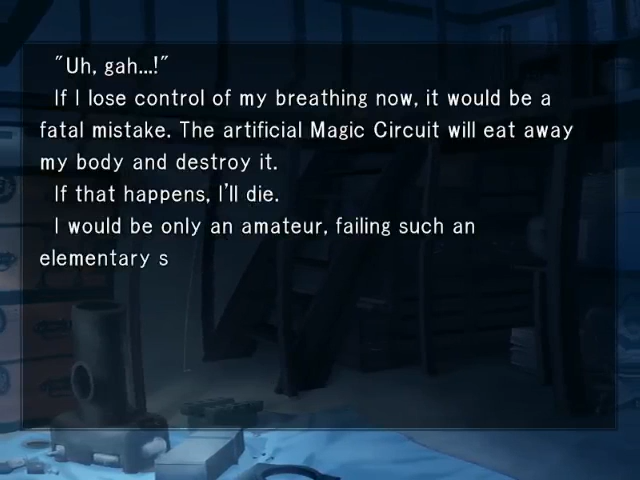 "Uh, gah...!"
If I lose control of my breathing now, it would be a
fatal mistake. The artificial Magic Circuit will eat away
my body and destroy it.
If that happens, I'll die.
I would be only an amateur, failing such an
elementary s